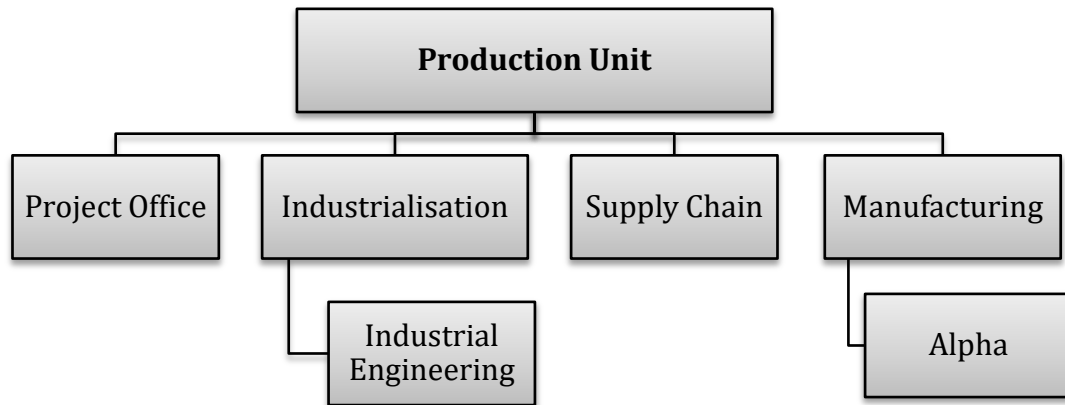 Production Unit
Project Office
Industrialisation
Supply Chain
Manufacturing
Industrial
Engineering
Alpha